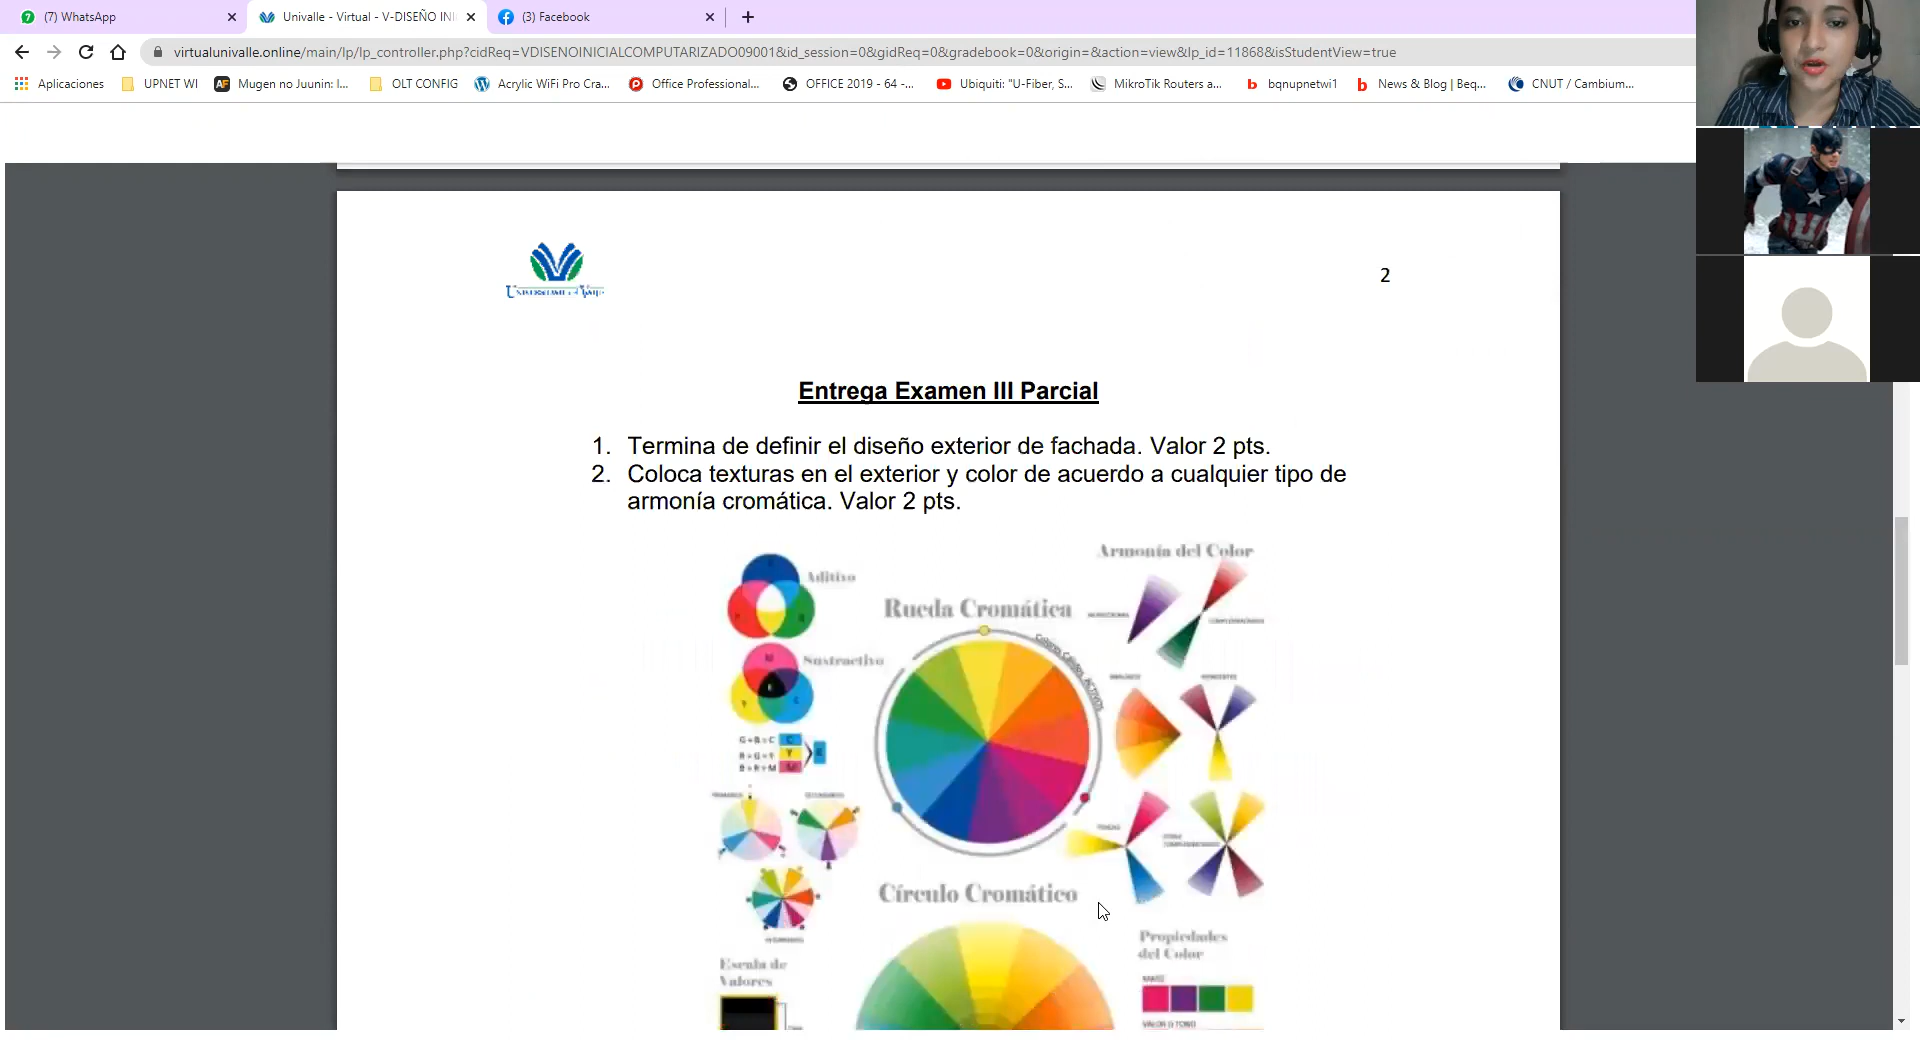 (7) WhatsApp
Univalle - Virtual - V-DISEÑO INI
(3) Facebook
virtualunivalle.online/main/lp/lp_controller.php?cidReq=VDISENOINICIALCOMPUTARIZADO09001&id_session=0&gidReq=0&gradebook=0&origin=&action=view&lp_id=11868&isStudentView=true
Aplicaciones
UPNET WI
Mugen no Juunin: I...
OLT CONFIG
Acrylic WiFi Pro Cra...
Office Professional...
OFFICE 2019 - 64 -...
Ubiquiti: "U-Fiber, S...
MikroTik Routers a...
bqnupnetwi1
News & Blog | Beq...
CNUT / Cambium...
2
Entrega Examen III Parcial
1. Termina de definir el diseño exterior de fachada. Valor 2 pts.
2. Coloca texturas en el exterior y color de acuerdo a cualquier tipo de
armonía cromática. Valor 2 pts.
Armonía del Color
Aditivo
Rueda Cromática
Sustractivo
G+B=C C
R+G=Y Y
B+R=M M
Círculo Cromático
Propiedades
del Color
Escala de
Valores
MATIZ
VALOR O TONO